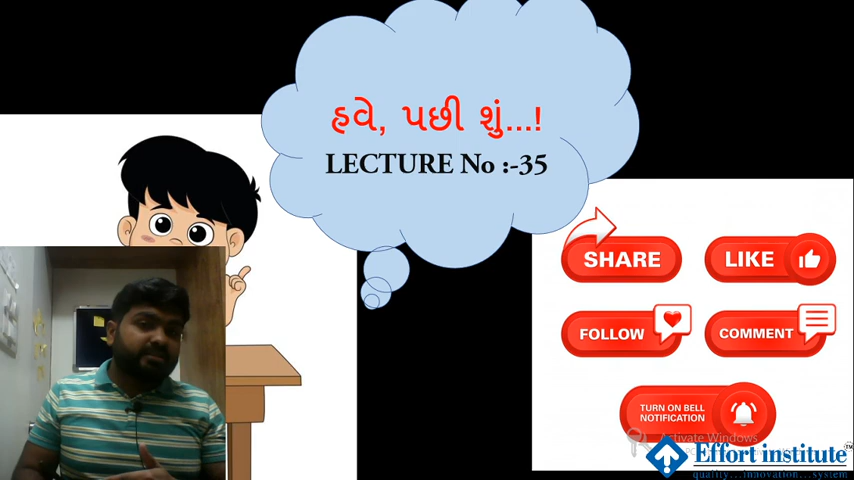 હવે, પછી શું...!
LECTURE No :-35
SHARE
LIKE
FOLLOW
COMMENT
TURN ON BELL
NOTIFICATION
Activate Windows
Effort institute™
quality...innovation...system